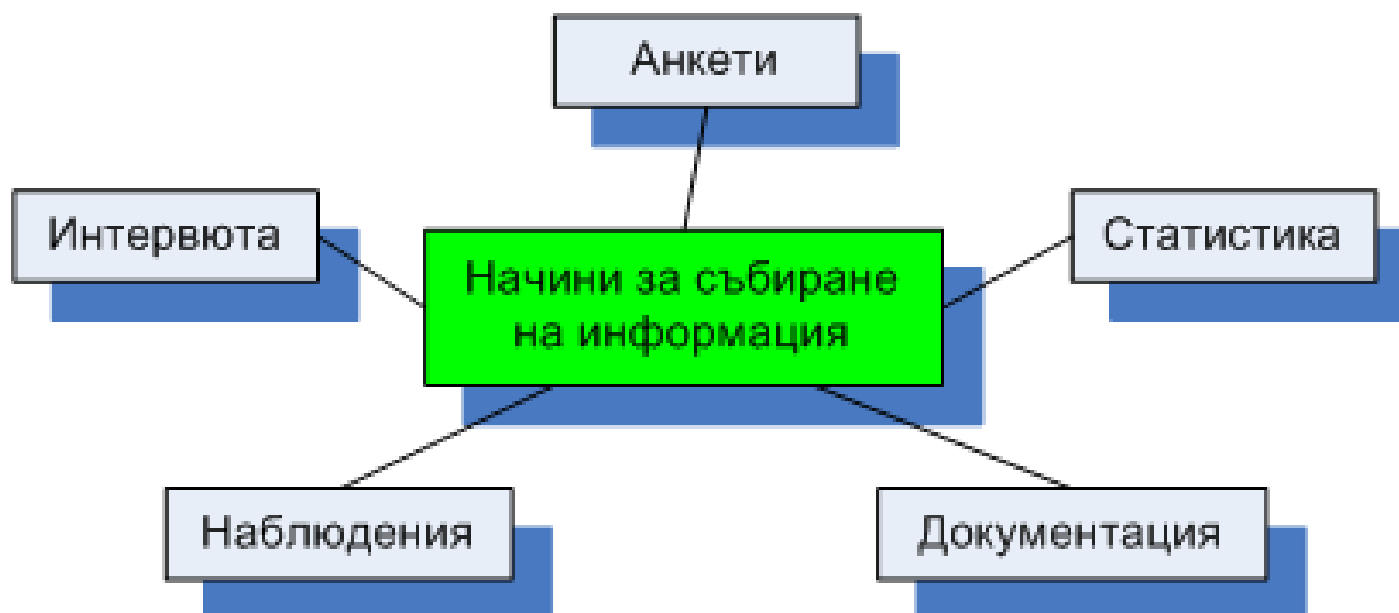 Анкети
Интервюта
Статистика
Начини за събиране
на информация
Наблюдения
Документация